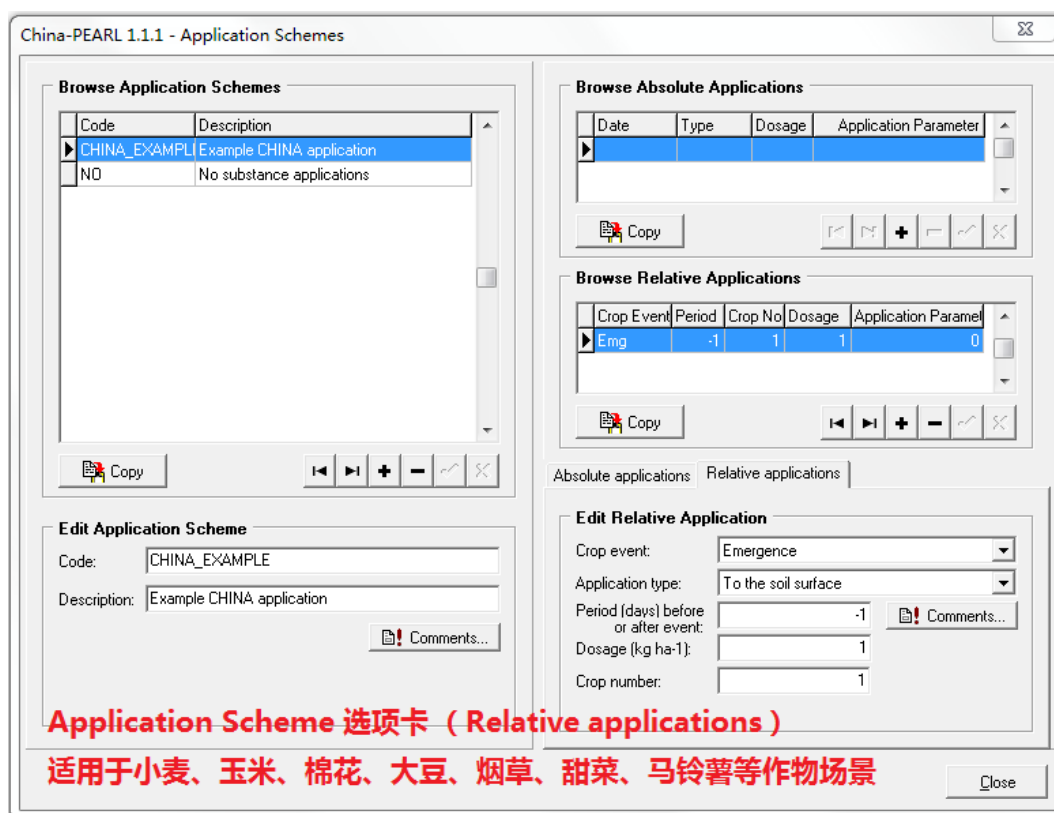 China-PEARL 1.1.1 - Application Schemes
Browse Application Schemes
Code Description
CHINA_EXAMPLE Example CHINA application
NO No substance applications
Copy
Edit Application Scheme
Code: CHINA_EXAMPLE
Description: Example CHINA application
Comments...
Browse Absolute Applications
Date Type Dosage Application Parameter
Copy
Browse Relative Applications
Crop Event Period Crop No Dosage Application Paramet
Emg -1 1 1 0
Copy
Absolute applications Relative applications
Edit Relative Application
Crop event: Emergence
Application type: To the soil surface
Period (days) before
or after event: -1
Comments...
Dosage (kg ha-1): 1
Crop number: 1
Application Scheme 选项卡 （Relative applications）
适用于小麦、玉米、棉花、大豆、烟草、甜菜、马铃薯等作物场景
Close